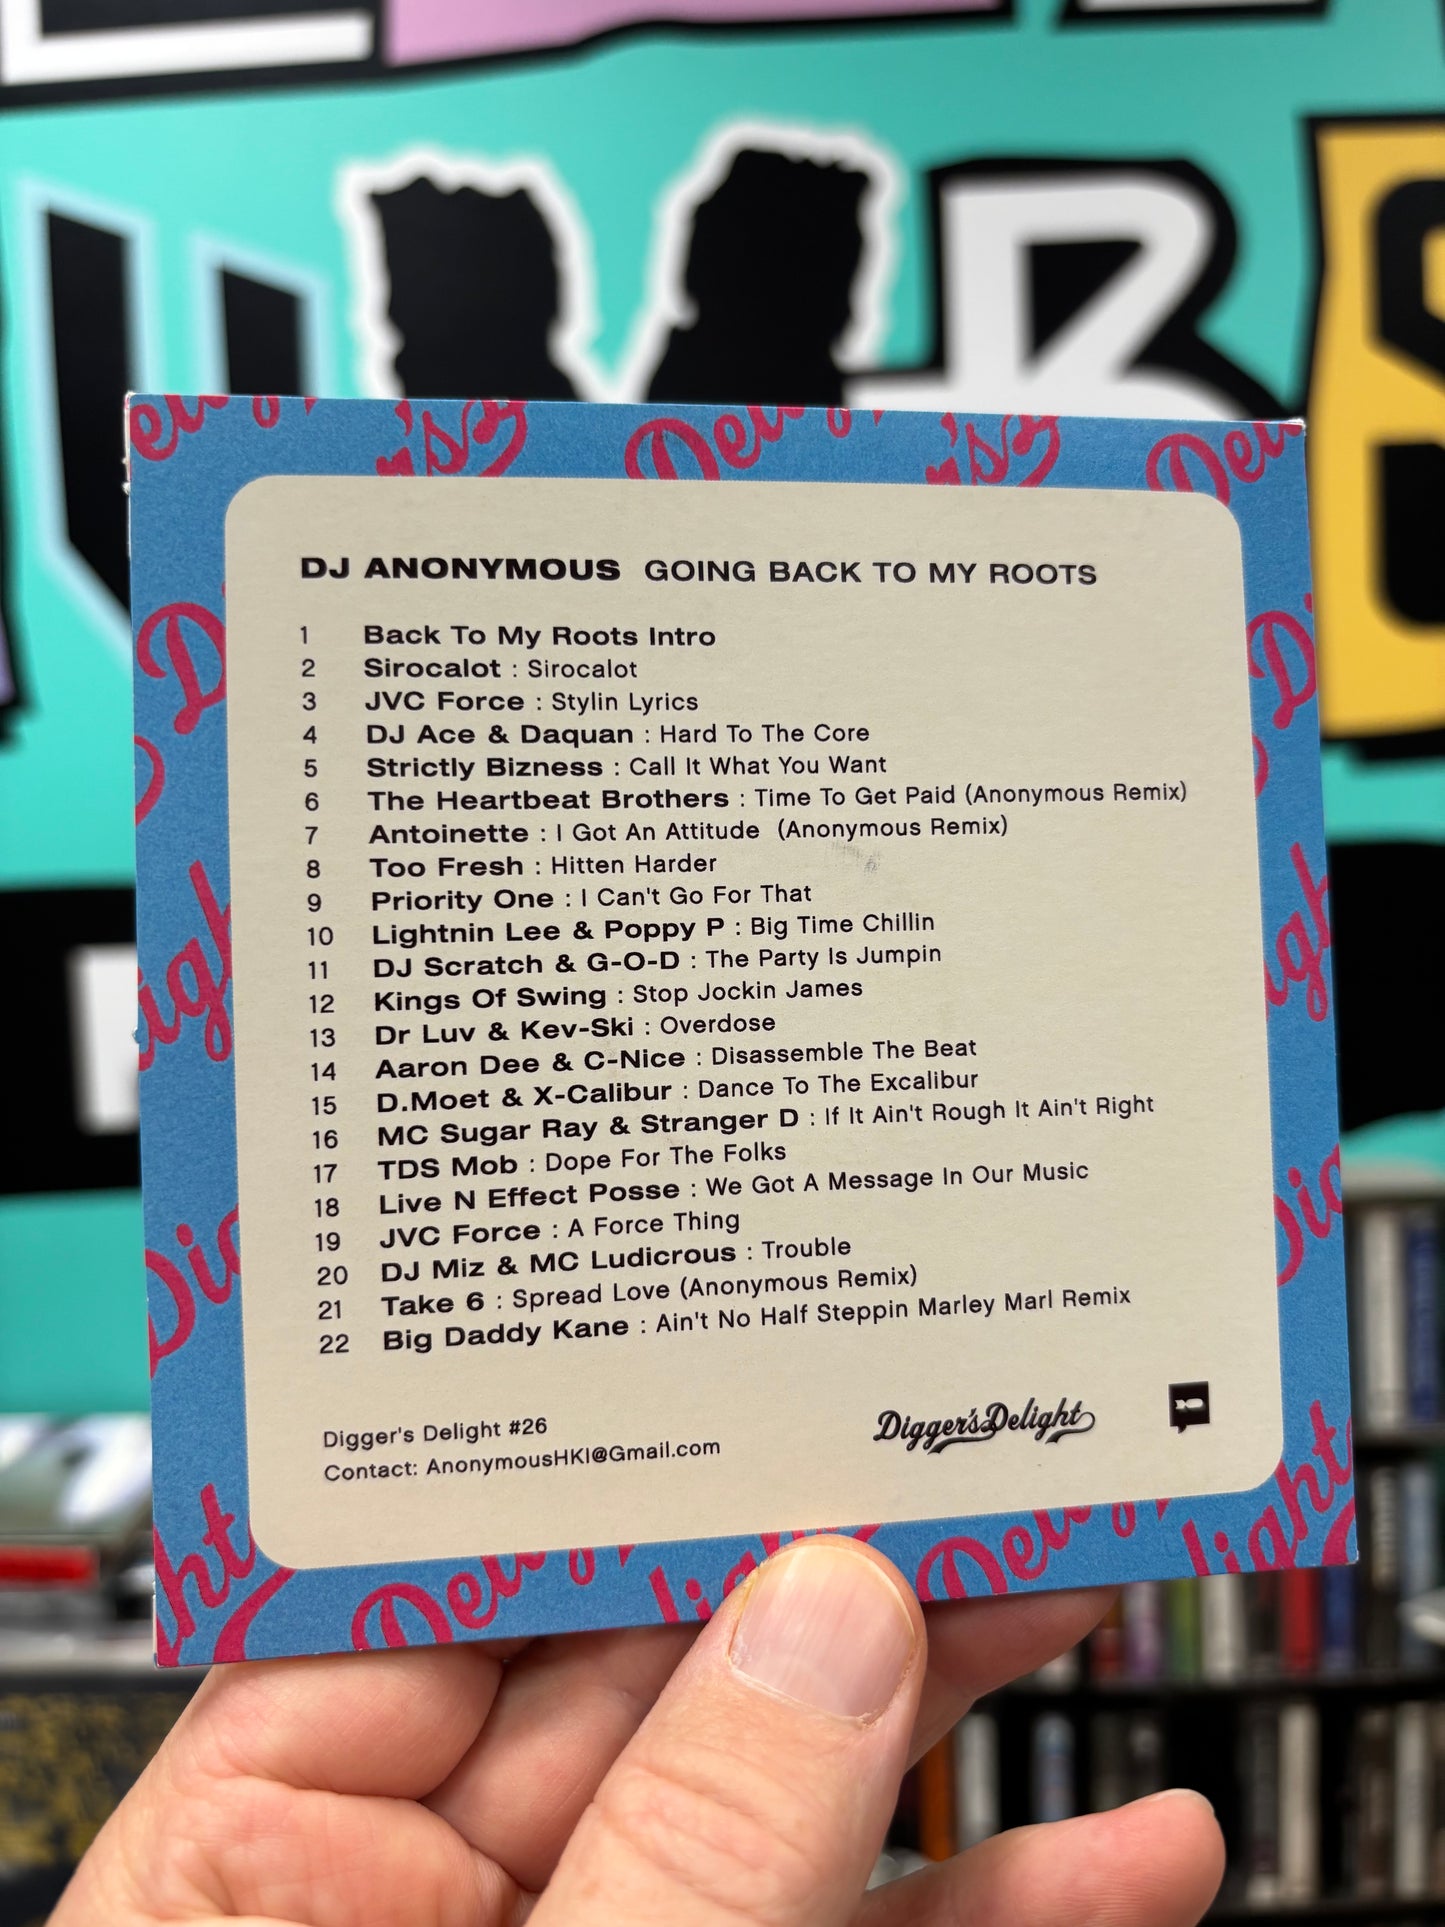 DJ ANONYMOUS GOING BACK TO MY ROOTS
1 Back To My Roots Intro
2 Sirocalot : Sirocalot
3 JVC Force : Stylin Lyrics
4 DJ Ace & Daquan : Hard To The Core
5 Strictly Bizness : Call It What You Want
6 The Heartbeat Brothers : Time To Get Paid (Anonymous Remix)
7 Antoinette : I Got An Attitude (Anonymous Remix)
8 Too Fresh : Hitten Harder
9 Priority One : I Can't Go For That
10 Lightnin Lee & Poppy P : Big Time Chillin
11 DJ Scratch & G-O-D : The Party Is Jumpin
12 Kings Of Swing : Stop Jockin James
13 Dr Luv & Kev-Ski : Overdose
14 Aaron Dee & C-Nice : Disassemble The Beat
15 D.Moet & X-Calibur : Dance To The Excalibur
16 MC Sugar Ray & Stranger D : If It Ain't Rough It Ain't Right
17 TDS Mob : Dope For The Folks
18 Live N Effect Posse : We Got A Message In Our Music
19 JVC Force : A Force Thing
20 DJ Miz & MC Ludicrous : Trouble
21 Take 6 : Spread Love (Anonymous Remix)
22 Big Daddy Kane : Ain't No Half Steppin Marley Marl Remix
Digger's Delight #26
Contact: AnonymousHKI@Gmail.com
Digger's Delight